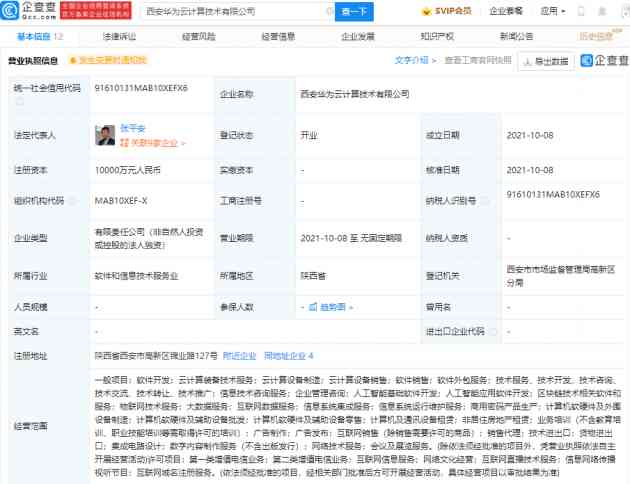 企查查
Qcc.com
全国企业信用查询系统
官方备案企业征信机构
西安华为云计算技术有限公司
查一下
SVIP会员
企业套餐
应用
基本信息 12
法律诉讼
经营风险
经营信息
企业发展
知识产权
新闻公告
历史信息
营业执照信息
发生变更时通知我
文字介绍 >
查看工商官网快照
导出数据
企查查
统一社会信用代码
91610131MAB10XEFX6
企业名称
西安华为云计算技术有限公司
法定代表人
张平安
关联9家企业 >
登记状态
开业
成立日期
2021-10-08
注册资本
10000万元人民币
实缴资本
-
核准日期
2021-10-08
组织机构代码
MAB10XEF-X
工商注册号
-
纳税人识别号
91610131MAB10XEFX6
企业类型
有限责任公司（非自然人投资
或控股的法人独资）
营业期限
2021-10-08 至 无固定期限
纳税人资质
-
所属行业
软件和信息技术服务业
所属地区
陕西省
登记机关
西安市市场监督管理局高新区
分局
人员规模
-
参保人数
- 趋势图 >
曾用名
-
英文名
-
进出口企业代码
-
注册地址
陕西省西安市高新区锦业路127号 附近企业 同地址企业 4
经营范围
一般项目：软件开发；云计算装备技术服务；云计算设备制造；云计算设备销售；软件销售；软件外包服务；技术服务、技术开发、技术咨询、
技术交流、技术转让、技术推广；信息技术咨询服务；企业管理咨询；人工智能基础软件开发；人工智能应用软件开发；区块链技术相关软件和
服务；物联网技术服务；大数据服务；互联网数据服务；信息系统集成服务；信息系统运行维护服务；商用密码产品生产；计算机软硬件及外围
设备制造；计算机软硬件及辅助设备批发；计算机软硬件及辅助设备零售；计算机及通讯设备租赁；非居住房地产租赁；业务培训（不含教育培
训、职业技能培训等需取得许可的培训）；广告制作；广告发布；互联网销售（除销售需要许可的商品）；销售代理；技术进出口；货物进出
口；集成电路设计；数字内容制作服务（不含出版发行）；网络技术服务；会议及展览服务。(除依法须经批准的项目外，凭营业执照依法自主
开展经营活动)许可项目：第一类增值电信业务；第二类增值电信业务；互联网信息服务；网络文化经营；互联网直播技术服务；信息网络传播
视听节目；互联网域名注册服务。(依法须经批准的项目，经相关部门批准后方可开展经营活动，具体经营项目以审批结果为准)